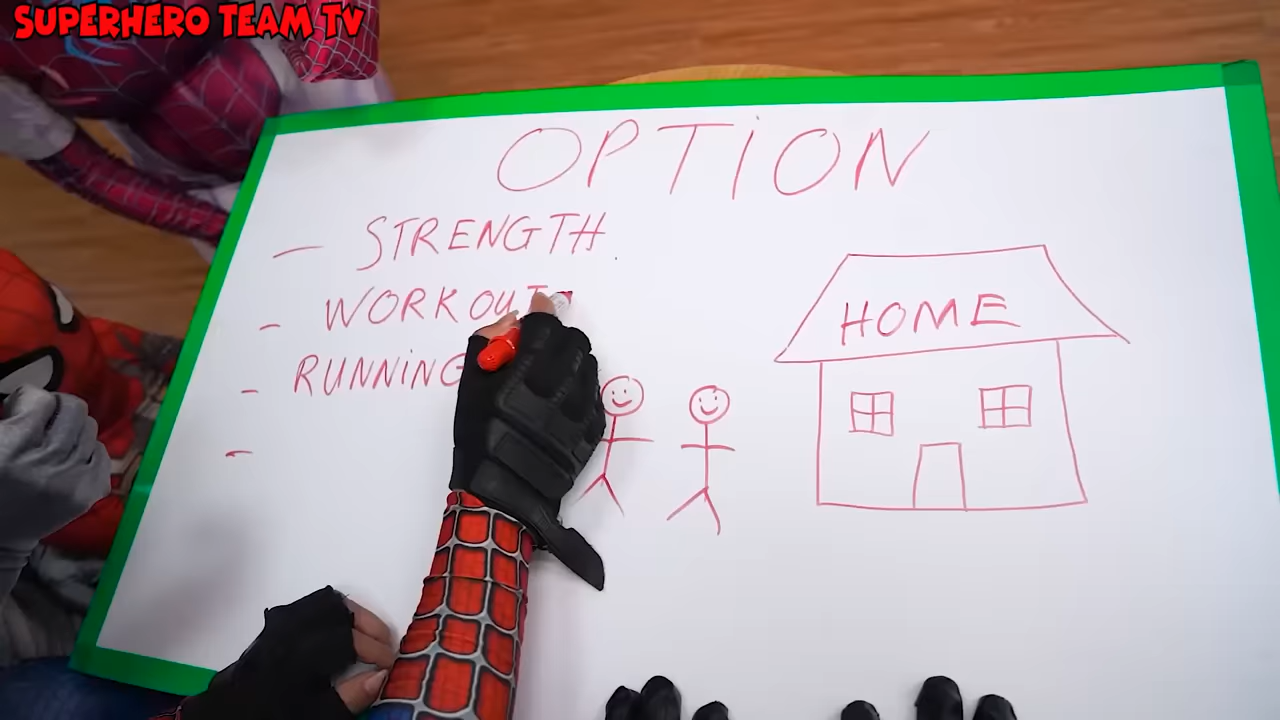 SUPERHERO TEAM TV
OPTION
— STRENGTH.
- WORKOUT
- RUNNING
-
HOME